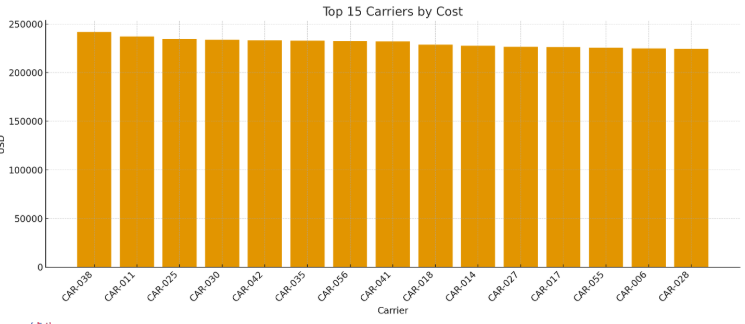 Top 15 Carriers by Cost
USD
250000
200000
150000
100000
50000
0
CAR-038 CAR-011 CAR-025 CAR-030 CAR-042 CAR-035 CAR-056 CAR-041 CAR-018 CAR-014 CAR-027 CAR-017 CAR-055 CAR-006 CAR-028
Carrier